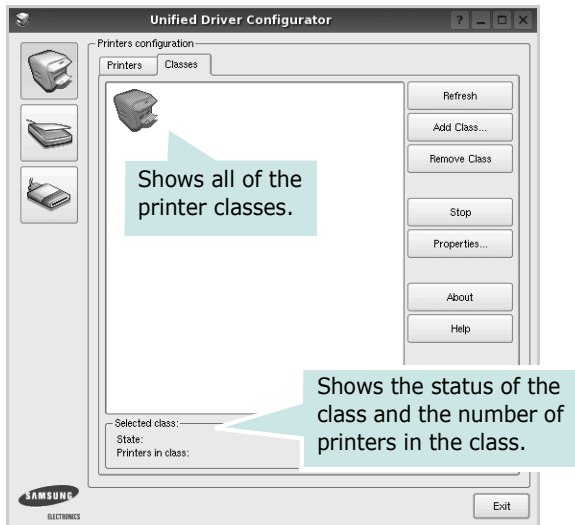 Unified Driver Configurator
Printers configuration
Printers
Classes
Refresh
Add Class...
Remove Class
Shows all of the
printer classes.
Stop
Properties...
About
Help
Shows the status of the
class and the number of
printers in the class.
Selected class:
State:
Printers in class:
SAMSUNG
ELECTRONICS
Exit